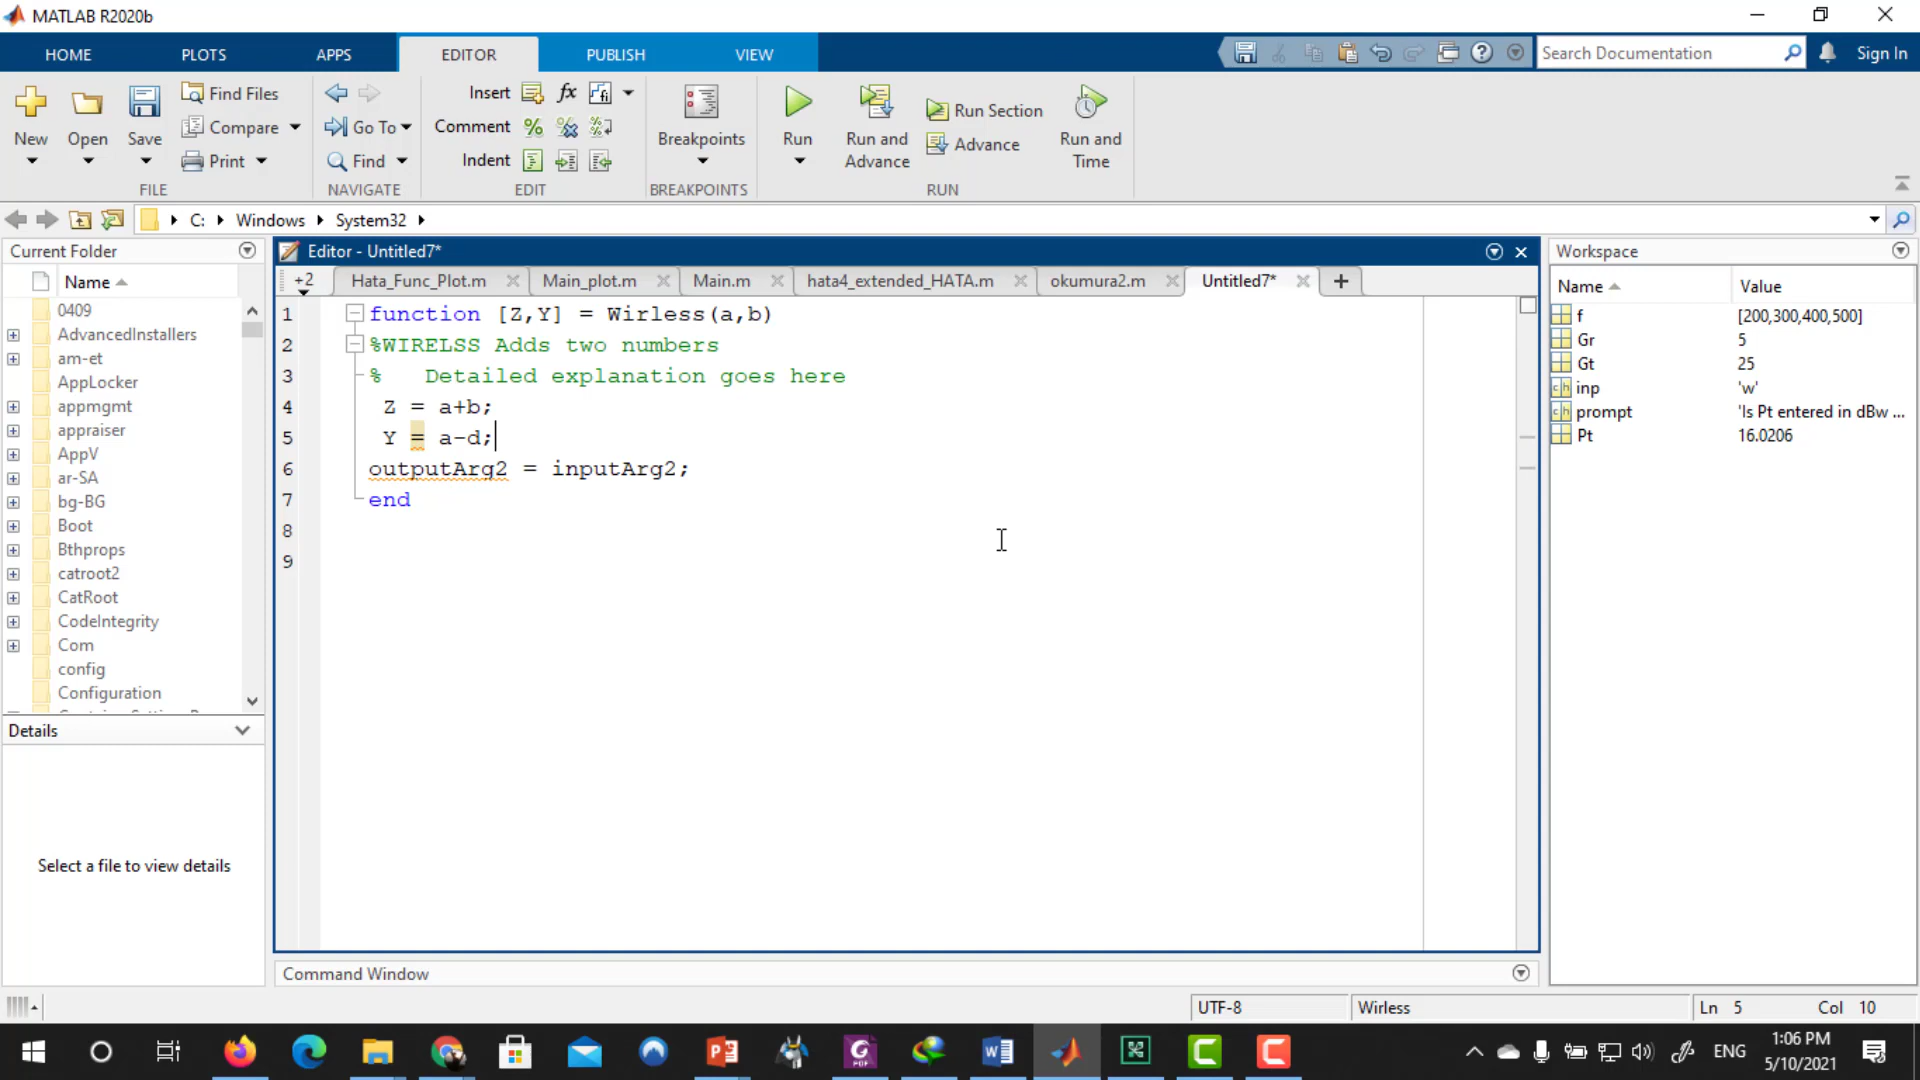 MATLAB R2020b
HOME PLOTS APPS EDITOR PUBLISH VIEW Search Documentation Sign In
New Open Save Find Files Compare Print
Go To Find
Insert fx Comment Indent
Breakpoints
Run Run and Advance Run Section Advance Run and Time
FILE NAVIGATE EDIT BREAKPOINTS RUN
C: Windows System32
Current Folder
Name
0409
AdvancedInstallers
am-et
AppLocker
appmgmt
appraiser
AppV
ar-SA
bg-BG
Boot
Bthprops
catroot2
CatRoot
CodeIntegrity
Com
config
Configuration
Details
Select a file to view details
Editor - Untitled7*
+2 Hata_Func_Plot.m Main_plot.m Main.m hata4_extended_HATA.m okumura2.m Untitled7* +
1 function [Z,Y] = Wirless(a,b)
2 %WIRELSS Adds two numbers
3 % Detailed explanation goes here
4 Z = a+b;
5 Y = a-d;
6 outputArg2 = inputArg2;
7 end
8
9
Command Window
Workspace
Name Value
f [200,300,400,500]
Gr 5
Gt 25
inp 'w'
prompt 'Is Pt entered in dBw ...
Pt 16.0206
UTF-8 Wirless Ln 5 Col 10
ENG 1:06 PM
5/10/2021